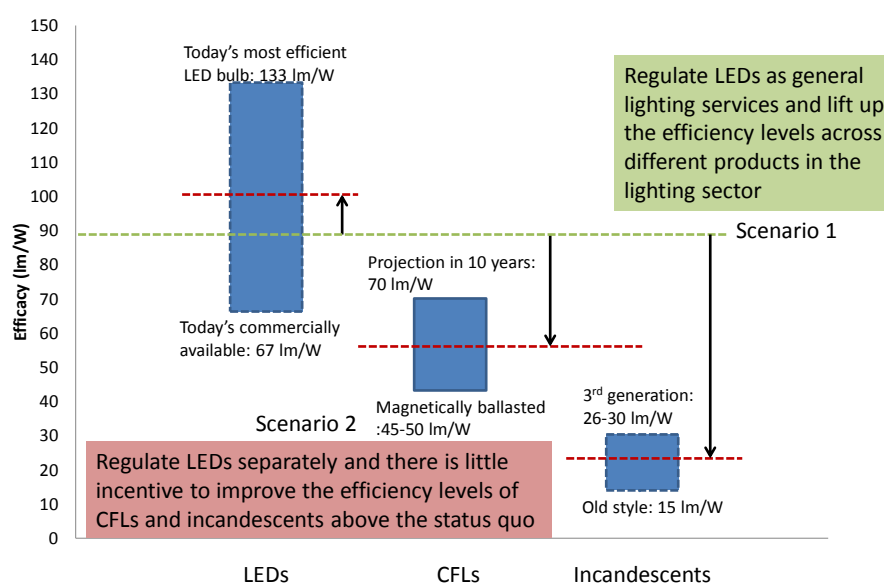 Efficacy (lm/W)
150
140
130
120
110
100
90
80
70
60
50
40
30
20
10
0
Today's most efficient
LED bulb: 133 lm/W
Today's commercially
available: 67 lm/W
Projection in 10 years:
70 lm/W
Magnetically ballasted
:45-50 lm/W
3rd generation:
26-30 lm/W
Old style: 15 lm/W
Regulate LEDs as general
lighting services and lift up
the efficiency levels across
different products in the
lighting sector
Scenario 1
Scenario 2
Regulate LEDs separately and there is little
incentive to improve the efficiency levels of
CFLs and incandescents above the status quo
LEDs
CFLs
Incandescents